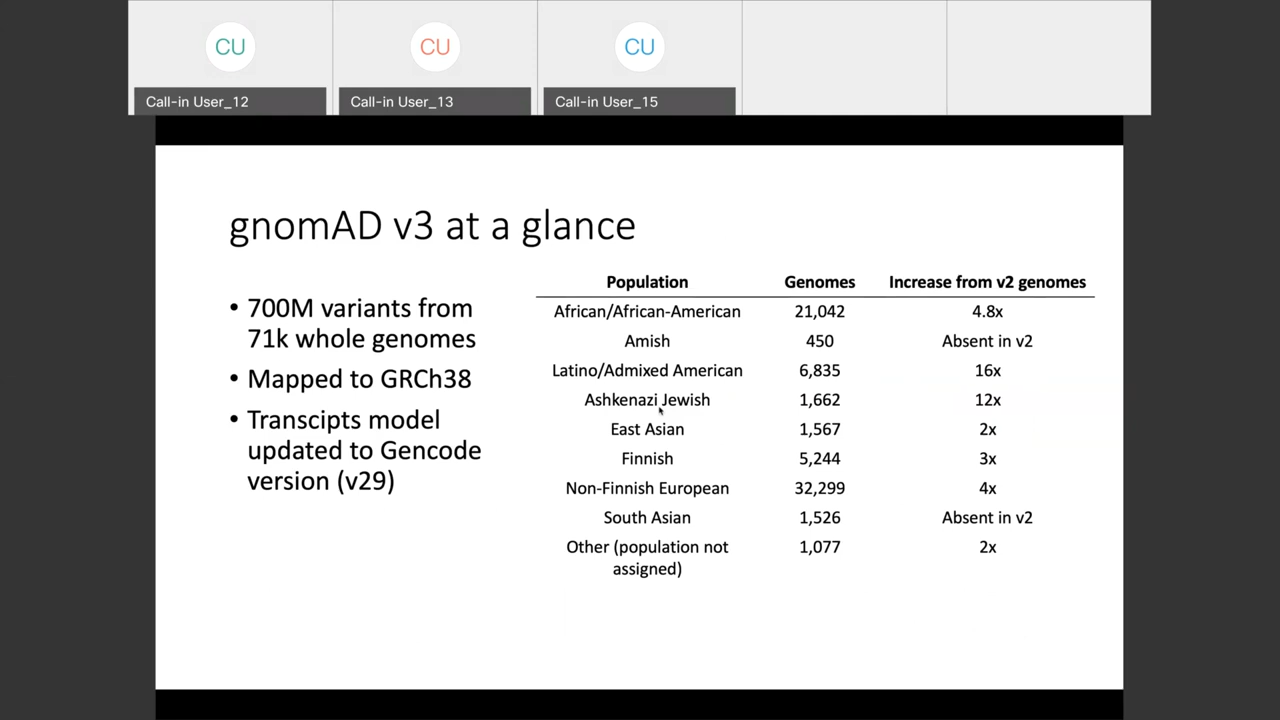 CU
CU
CU
Call-in User_12
Call-in User_13
Call-in User_15
gnomAD v3 at a glance
• 700M variants from
71k whole genomes
• Mapped to GRCh38
• Transcipts model
updated to Gencode
version (v29)
Population Genomes Increase from v2 genomes
African/African-American 21,042 4.8x
Amish 450 Absent in v2
Latino/Admixed American 6,835 16x
Ashkenazi Jewish 1,662 12x
East Asian 1,567 2x
Finnish 5,244 3x
Non-Finnish European 32,299 4x
South Asian 1,526 Absent in v2
Other (population not 1,077 2x
assigned)